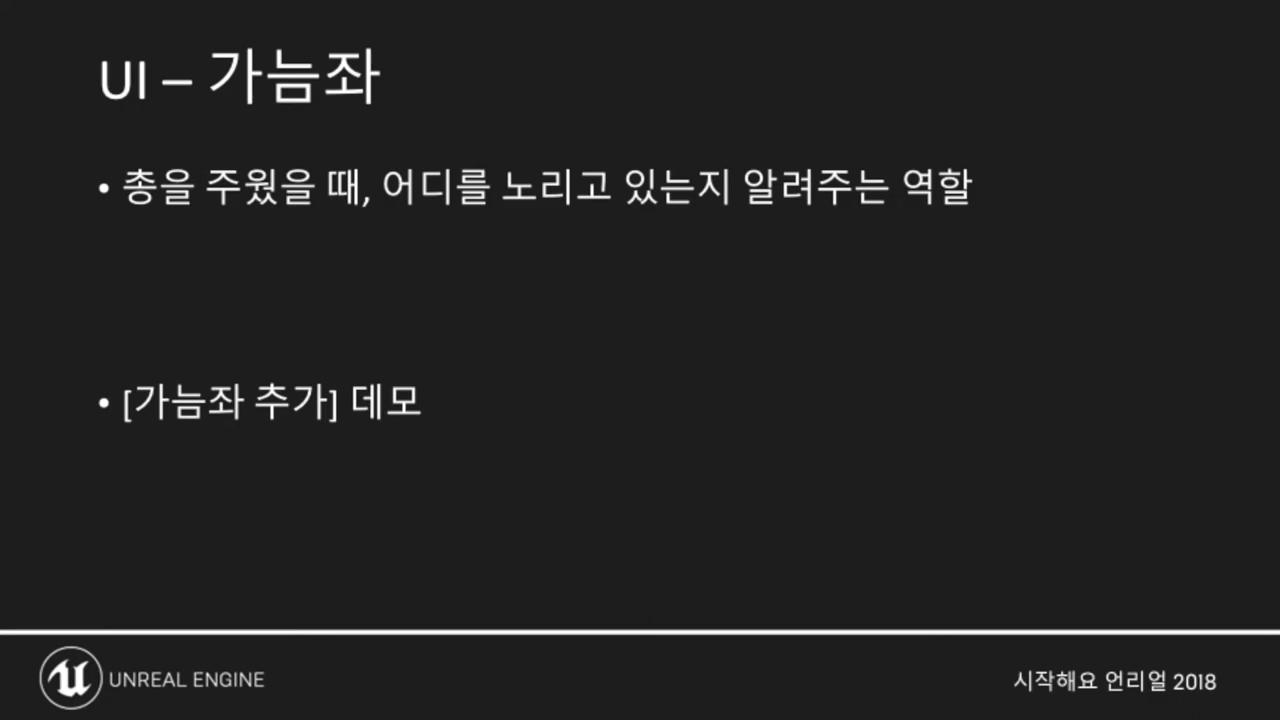 UI – 가늠좌
• 총을 주웠을 때, 어디를 노리고 있는지 알려주는 역할
• [가늠좌 추가] 데모
UNREAL ENGINE
시작해요 언리얼 2018